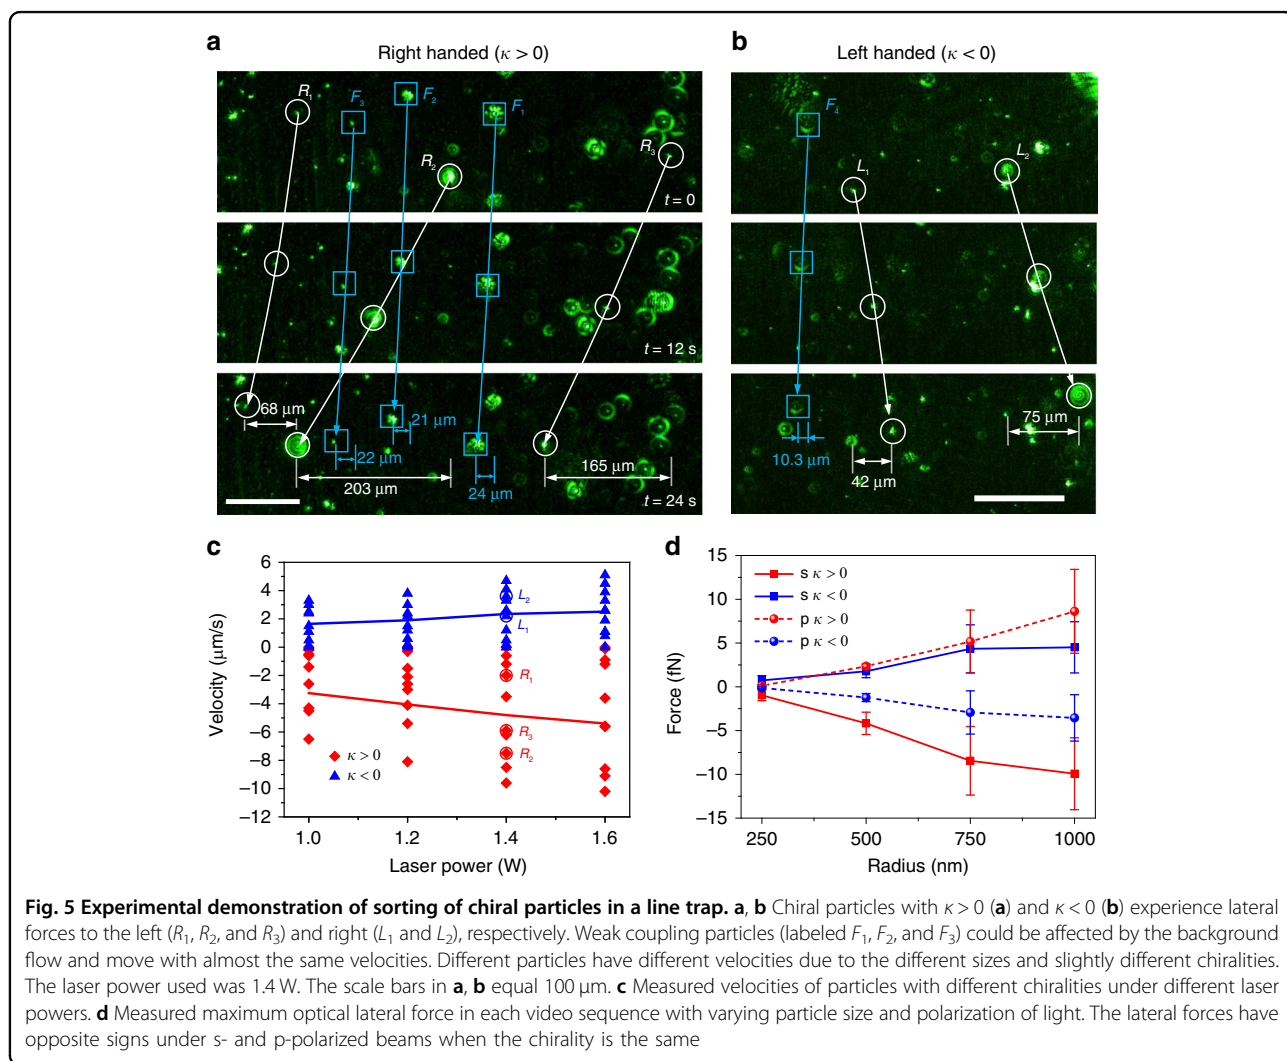 a
Right handed (κ > 0)
R1
F3
F2
F1
R2
R3
t = 0
t = 12 s
68 μm
21 μm
22 μm
203 μm
24 μm
165 μm
t = 24 s
b
Left handed (κ < 0)
F4
L1
L2
10.3 μm
42 μm
75 μm
c
Velocity (μm/s)
6
4
2
0
−2
−4
−6
−8
−10
−12
L2
L1
R1
R3
R2
κ > 0
κ < 0
1.0 1.2 1.4 1.6
Laser power (W)
d
Force (fN)
15
10
5
0
−5
−10
−15
s κ > 0
s κ < 0
p κ > 0
p κ < 0
250 500 750 1000
Radius (nm)
Fig. 5 Experimental demonstration of sorting of chiral particles in a line trap. a, b Chiral particles with κ > 0 (a) and κ < 0 (b) experience lateral
forces to the left (R1, R2, and R3) and right (L1 and L2), respectively. Weak coupling particles (labeled F1, F2, and F3) could be affected by the background
flow and move with almost the same velocities. Different particles have different velocities due to the different sizes and slightly different chiralities.
The laser power used was 1.4 W. The scale bars in a, b equal 100 μm. c Measured velocities of particles with different chiralities under different laser
powers. d Measured maximum optical lateral force in each video sequence with varying particle size and polarization of light. The lateral forces have
opposite signs under s- and p-polarized beams when the chirality is the same